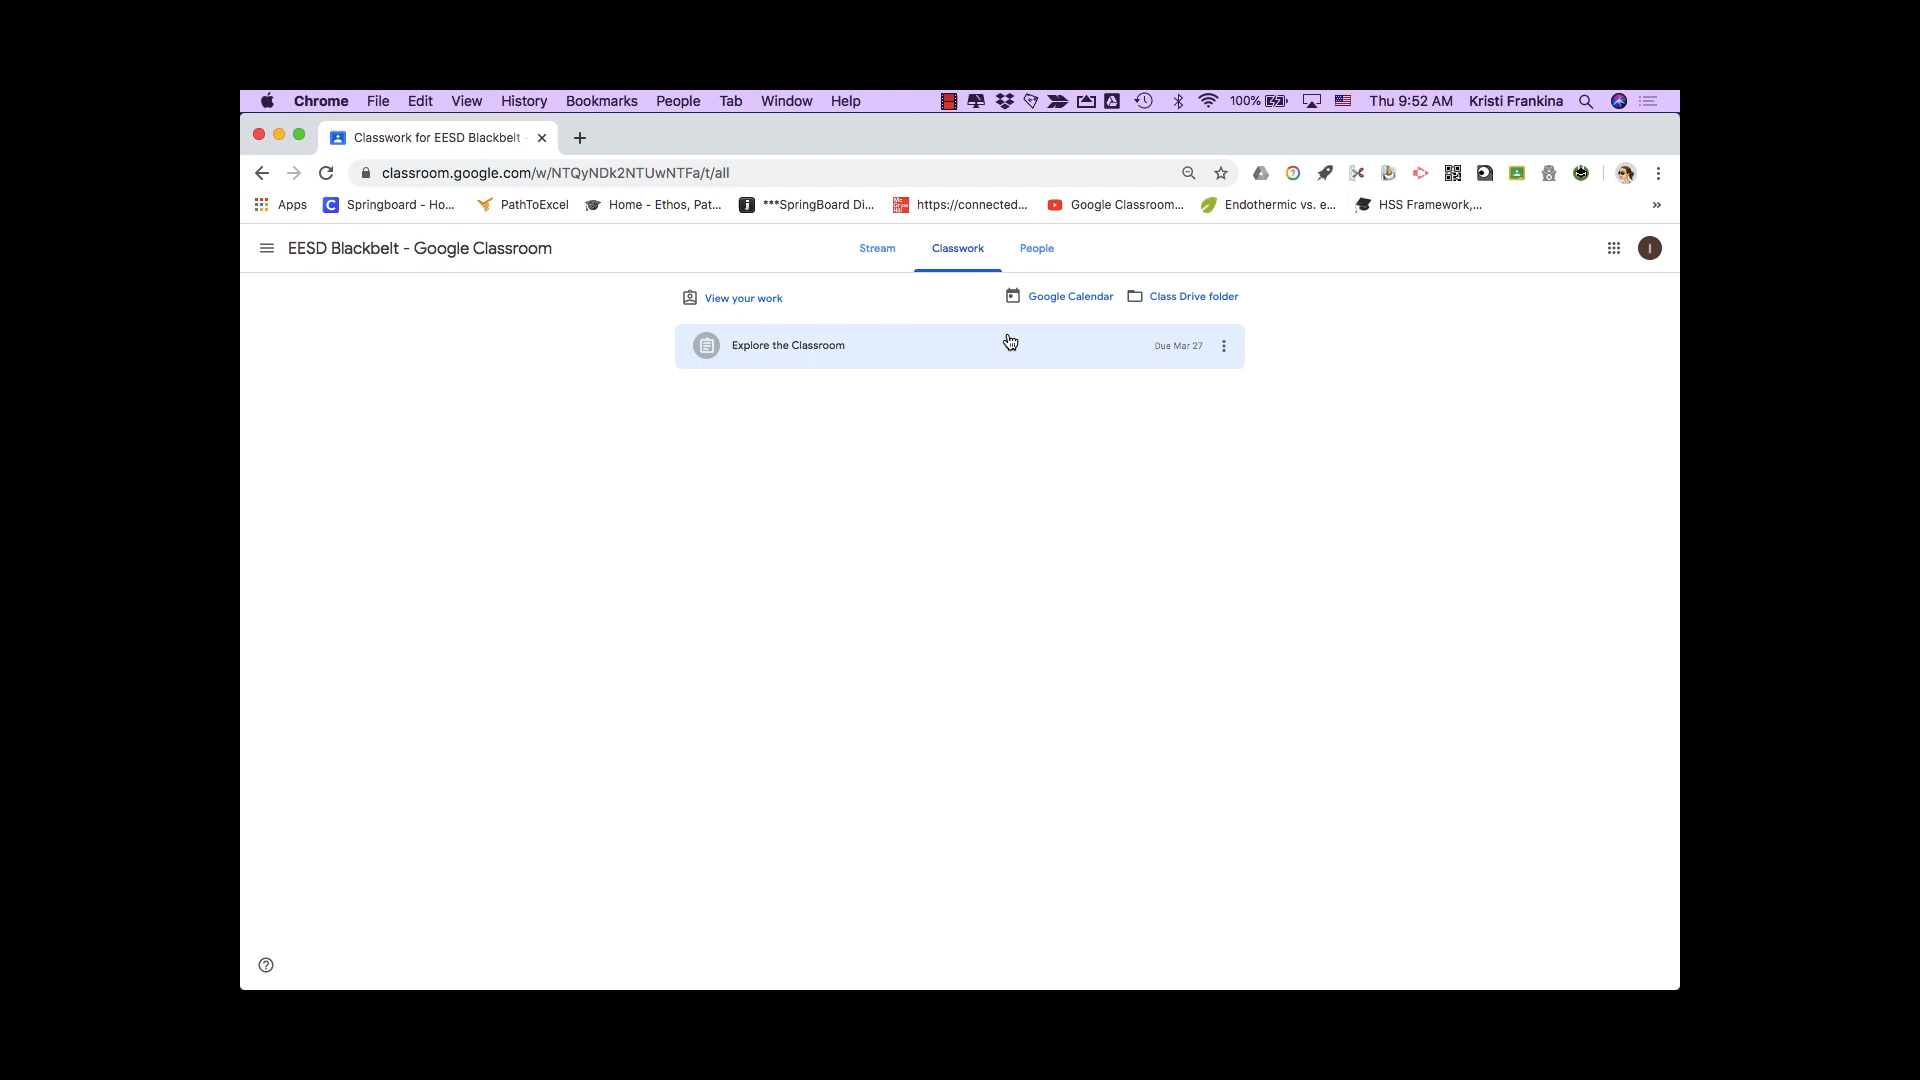 Chrome File Edit View History Bookmarks People Tab Window Help 100% Thu 9:52 AM Kristi Frankina
Classwork for EESD Blackbelt -
classroom.google.com/w/NTQyNDk2NTUwNTFa/t/all
Apps Springboard - Ho... PathToExcel Home - Ethos, Pat... ***SpringBoard Di... https://connected... Google Classroom... Endothermic vs. e... HSS Framework,... »
EESD Blackbelt - Google Classroom Stream Classwork People I
View your work Google Calendar Class Drive folder
Explore the Classroom Due Mar 27